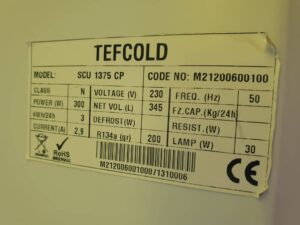 TEFCOLD
MODEL: SCU 1375 CP CODE NO: M21200600100
CLASS N VOLTAGE (V) 230 FREQ. (Hz) 50
POWER (W) 300 NET VOL. (L) 345 FZ.CAP. (Kg/24h)
kWh/24h 3 DEFROST(W) RESIST. (W)
CURRENT(A) 2.9 R134a (gr) 200 LAMP (W) 30
RoHS
M21200600100/1310006
CE